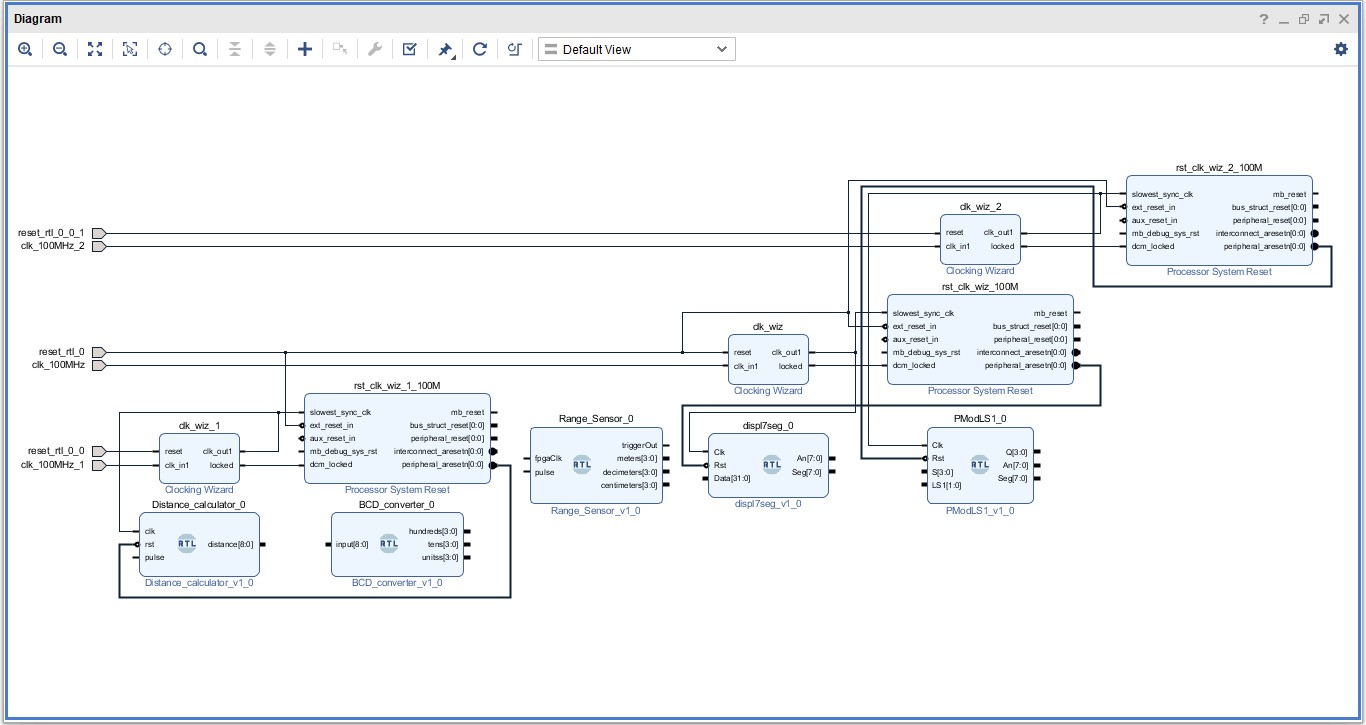 Diagram
Default View
reset_rtl_0_0_1
clk_100MHz_2
clk_wiz_2
reset
clk_in1
clk_out1
locked
Clocking Wizard
rst_clk_wiz_2_100M
slowest_sync_clk
ext_reset_in
aux_reset_in
mb_debug_sys_rst
dcm_locked
mb_reset
bus_struct_reset[0:0]
peripheral_reset[0:0]
interconnect_aresetn[0:0]
peripheral_aresetn[0:0]
Processor System Reset
reset_rtl_0
clk_100MHz
clk_wiz
reset
clk_in1
clk_out1
locked
Clocking Wizard
rst_clk_wiz_100M
slowest_sync_clk
ext_reset_in
aux_reset_in
mb_debug_sys_rst
dcm_locked
mb_reset
bus_struct_reset[0:0]
peripheral_reset[0:0]
interconnect_aresetn[0:0]
peripheral_aresetn[0:0]
Processor System Reset
reset_rtl_0_0
clk_100MHz_1
clk_wiz_1
reset
clk_in1
clk_out1
locked
Clocking Wizard
rst_clk_wiz_1_100M
slowest_sync_clk
ext_reset_in
aux_reset_in
mb_debug_sys_rst
dcm_locked
mb_reset
bus_struct_reset[0:0]
peripheral_reset[0:0]
interconnect_aresetn[0:0]
peripheral_aresetn[0:0]
Processor System Reset
Range_Sensor_0
fpgaClk
pulse
RTL
triggerOut
meters[3:0]
decimeters[3:0]
centimeters[3:0]
Range_Sensor_v1_0
displ7seg_0
Clk
Rst
Data[31:0]
RTL
An[7:0]
Seg[7:0]
displ7seg_v1_0
PModLS1_0
Clk
Rst
S[3:0]
LS1[1:0]
RTL
Q[3:0]
An[7:0]
Seg[7:0]
PModLS1_v1_0
Distance_calculator_0
clk
rst
pulse
RTL
distance[8:0]
Distance_calculator_v1_0
BCD_converter_0
input[8:0]
RTL
hundreds[3:0]
tens[3:0]
unitss[3:0]
BCD_converter_v1_0